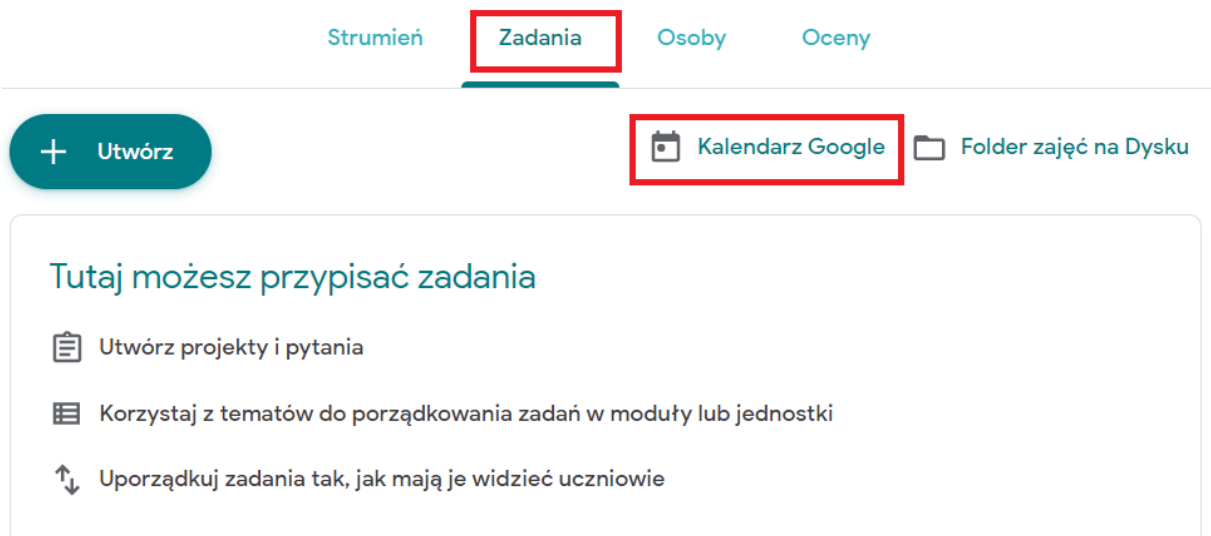 Strumień Zadania Osoby Oceny
Utwórz Kalendarz Google Folder zajęć na Dysku
Tutaj możesz przypisać zadania
Utwórz projekty i pytania
Korzystaj z tematów do porządkowania zadań w moduły lub jednostki
Uporządkuj zadania tak, jak mają je widzieć uczniowie